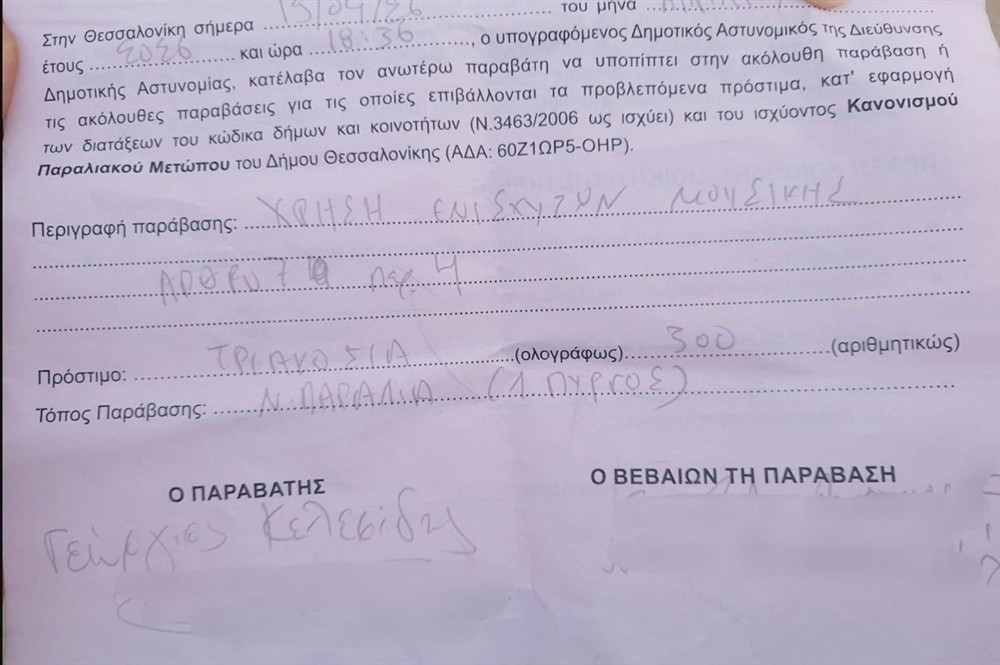 Στην Θεσσαλονίκη σήμερα 15/04/26 του μήνα
έτους 2026 και ώρα 18:36, ο υπογραφόμενος Δημοτικός Αστυνομικός της Διεύθυνσης
Δημοτικής Αστυνομίας, κατέλαβα τον ανωτέρω παραβάτη να υποπίπτει στην ακόλουθη παράβαση ή
τις ακόλουθες παραβάσεις για τις οποίες επιβάλλονται τα προβλεπόμενα πρόστιμα, κατ' εφαρμογή
των διατάξεων του κώδικα δήμων και κοινοτήτων (Ν.3463/2006 ως ισχύει) και του ισχύοντος Κανονισμού
Παραλιακού Μετώπου του Δήμου Θεσσαλονίκης (ΑΔΑ: 60Ζ1ΩΡ5-ΟΗΡ).
Περιγραφή παράβασης: ΧΡΗΣΗ ΕΝΙΣΧΥΤΩΝ ΜΟΥΣΙΚΗΣ
ΑΡΘΡΟ 7 παρ. 4
Πρόστιμο: ΤΡΙΑΚΟΣΙΑ (ολογράφως) 300 (αριθμητικώς)
Τόπος Παράβασης: Ν. ΠΑΡΑΛΙΑ (Λ. ΠΥΡΓΟΣ)
Ο ΠΑΡΑΒΑΤΗΣ Ο ΒΕΒΑΙΩΝ ΤΗ ΠΑΡΑΒΑΣΗ
Γεώργιος Κελεσίδης